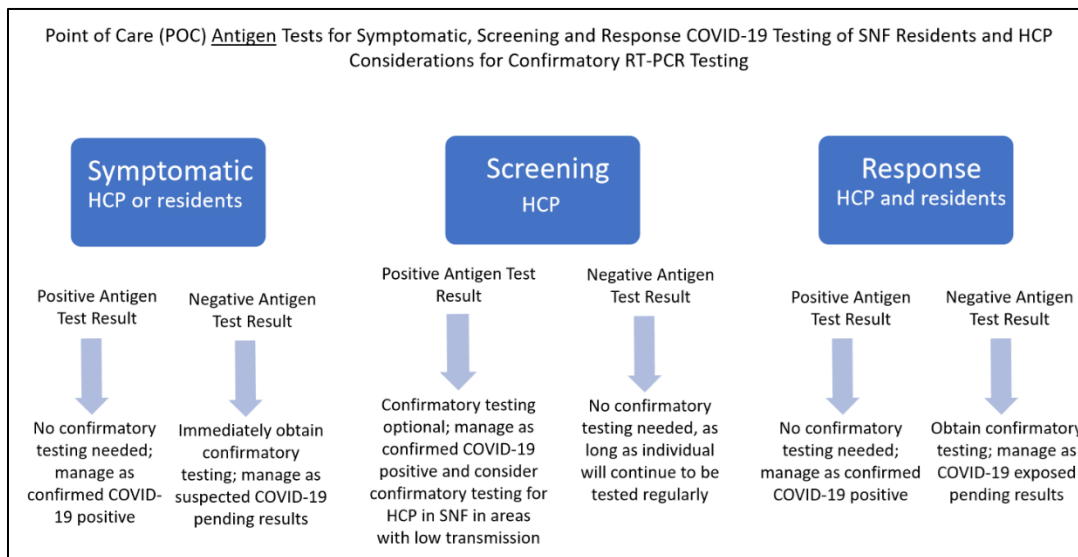 Point of Care (POC) Antigen Tests for Symptomatic, Screening and Response COVID-19 Testing of SNF Residents and HCP
Considerations for Confirmatory RT-PCR Testing
Symptomatic
HCP or residents
Positive Antigen
Test Result
Negative Antigen
Test Result
No confirmatory
testing needed;
manage as
confirmed COVID-
19 positive
Immediately obtain
confirmatory
testing; manage as
suspected COVID-19
pending results
Screening
HCP
Positive Antigen Test
Result
Negative Antigen
Test Result
Confirmatory testing
optional; manage as
confirmed COVID-19
positive and consider
confirmatory testing for
HCP in SNF in areas
with low transmission
No confirmatory
testing needed, as
long as individual
will continue to be
tested regularly
Response
HCP and residents
Positive Antigen
Test Result
Negative Antigen
Test Result
No confirmatory
testing needed;
manage as confirmed
COVID-19 positive
Obtain confirmatory
testing; manage as
COVID-19 exposed
pending results